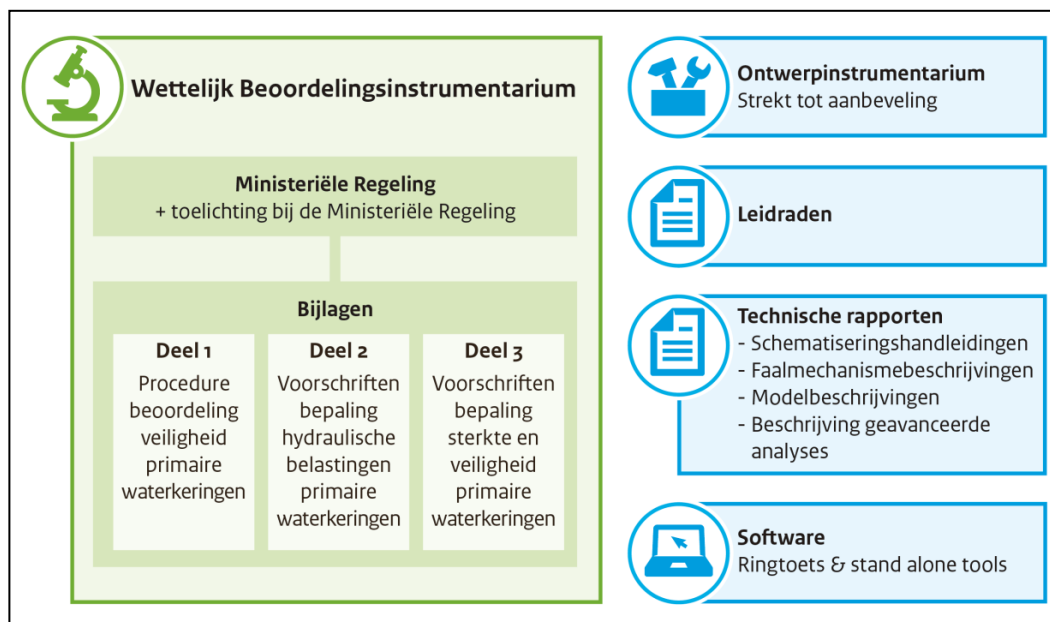 Wettelijk Beoordelingsinstrumentarium
Ministeriële Regeling
+ toelichting bij de Ministeriële Regeling
Bijlagen
Deel 1
Procedure
beoordeling
veiligheid
primaire
waterkeringen
Deel 2
Voorschriften
bepaling
hydraulische
belastingen
primaire
waterkeringen
Deel 3
Voorschriften
bepaling
sterkte en
veiligheid
primaire
waterkeringen
Ontwerpinstrumentarium
Strekt tot aanbeveling
Leidraden
Technische rapporten
- Schematiseringshandleidingen
- Faalmechanismebeschrijvingen
- Modelbeschrijvingen
- Beschrijving geavanceerde
analyses
Software
Ringtoets & stand alone tools